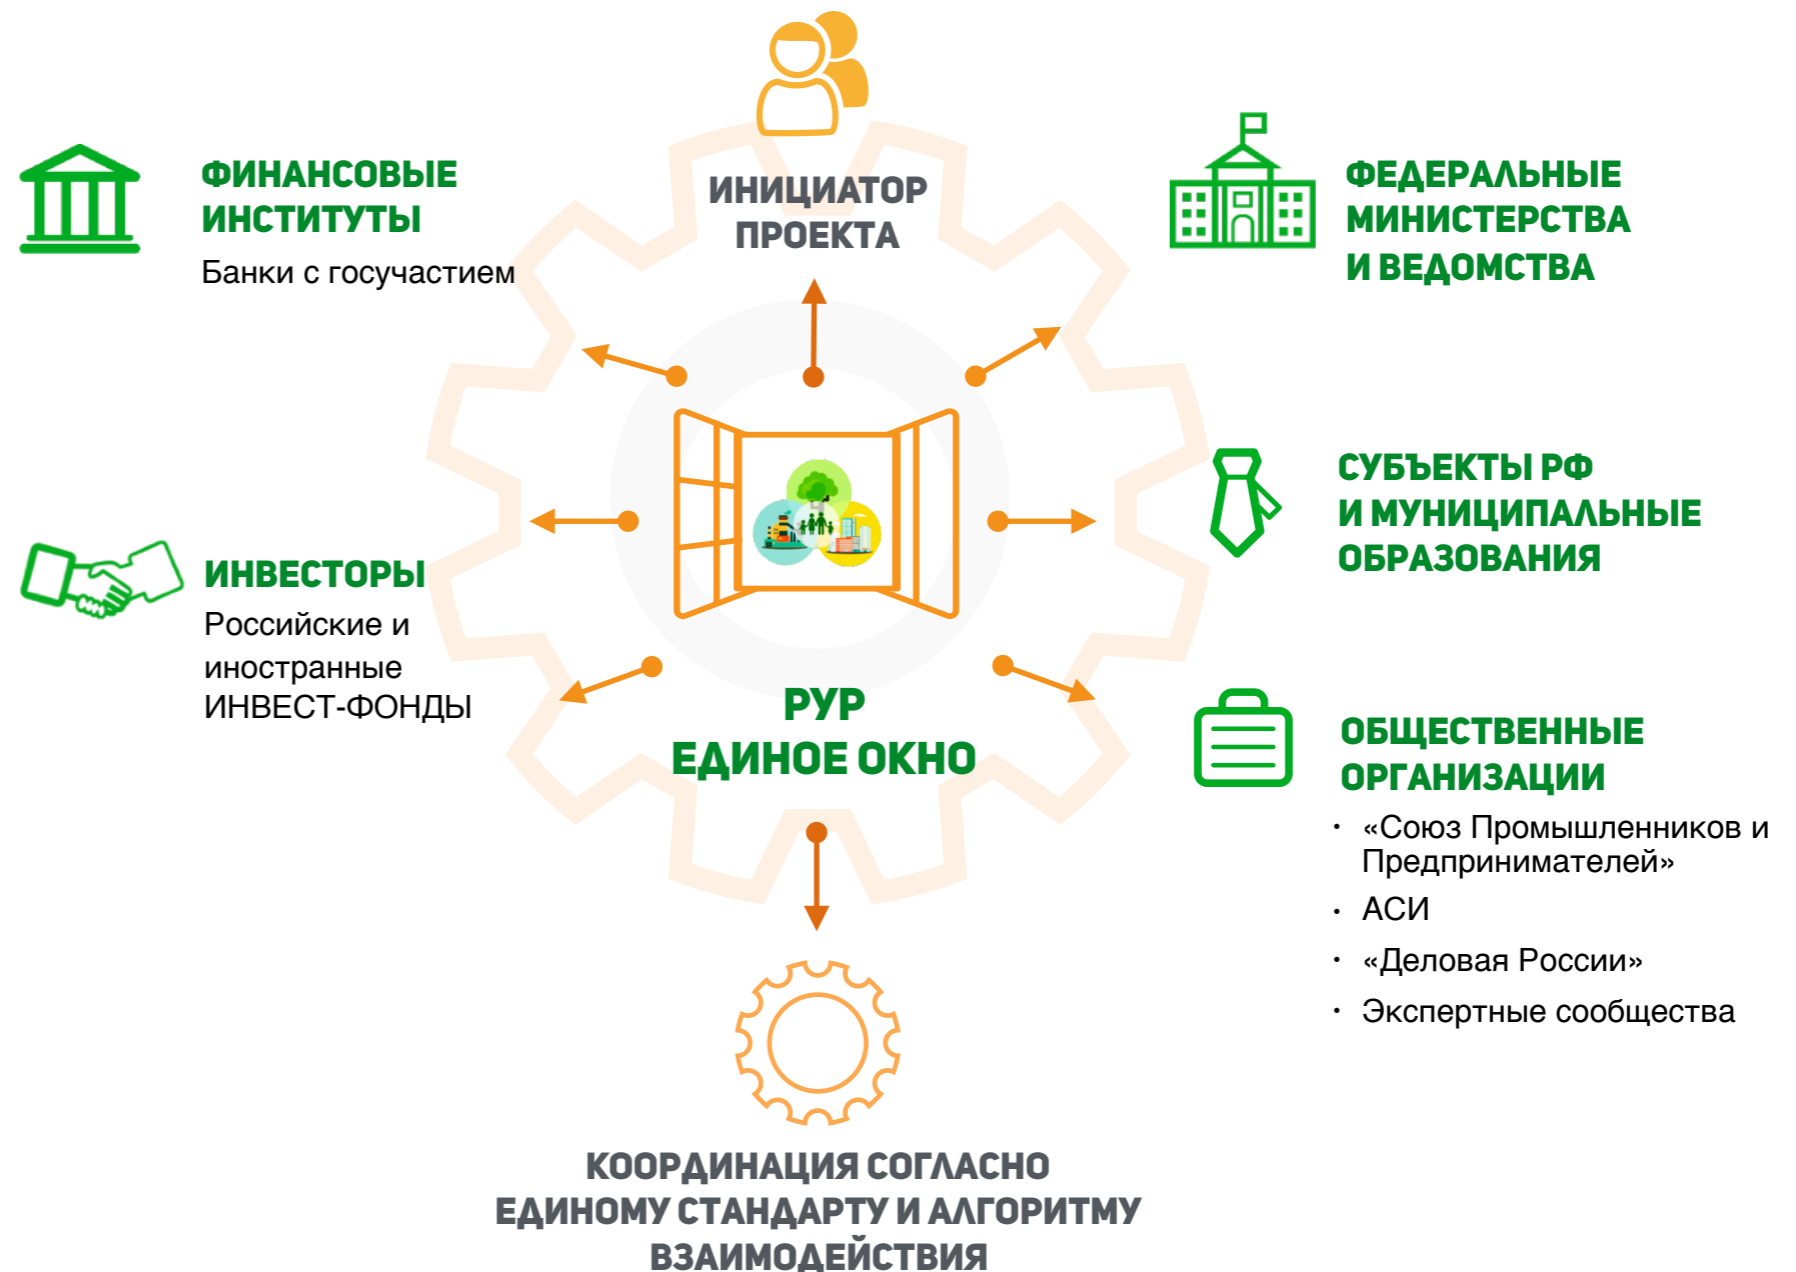 ИНИЦИАТОР
ПРОЕКТА
ФИНАНСОВЫЕ
ИНСТИТУТЫ
Банки с госучастием
ИНВЕСТОРЫ
Российские и
иностранные
ИНВЕСТ-ФОНДЫ
ФЕДЕРАЛЬНЫЕ
МИНИСТЕРСТВА
И ВЕДОМСТВА
СУБЪЕКТЫ РФ
И МУНИЦИПАЛЬНЫЕ
ОБРАЗОВАНИЯ
ОБЩЕСТВЕННЫЕ
ОРГАНИЗАЦИИ
· «Союз Промышленников и
Предпринимателей»
· АСИ
· «Деловая России»
· Экспертные сообщества
РУР
ЕДИНОЕ ОКНО
КООРДИНАЦИЯ СОГЛАСНО
ЕДИНОМУ СТАНДАРТУ И АЛГОРИТМУ
ВЗАИМОДЕЙСТВИЯ